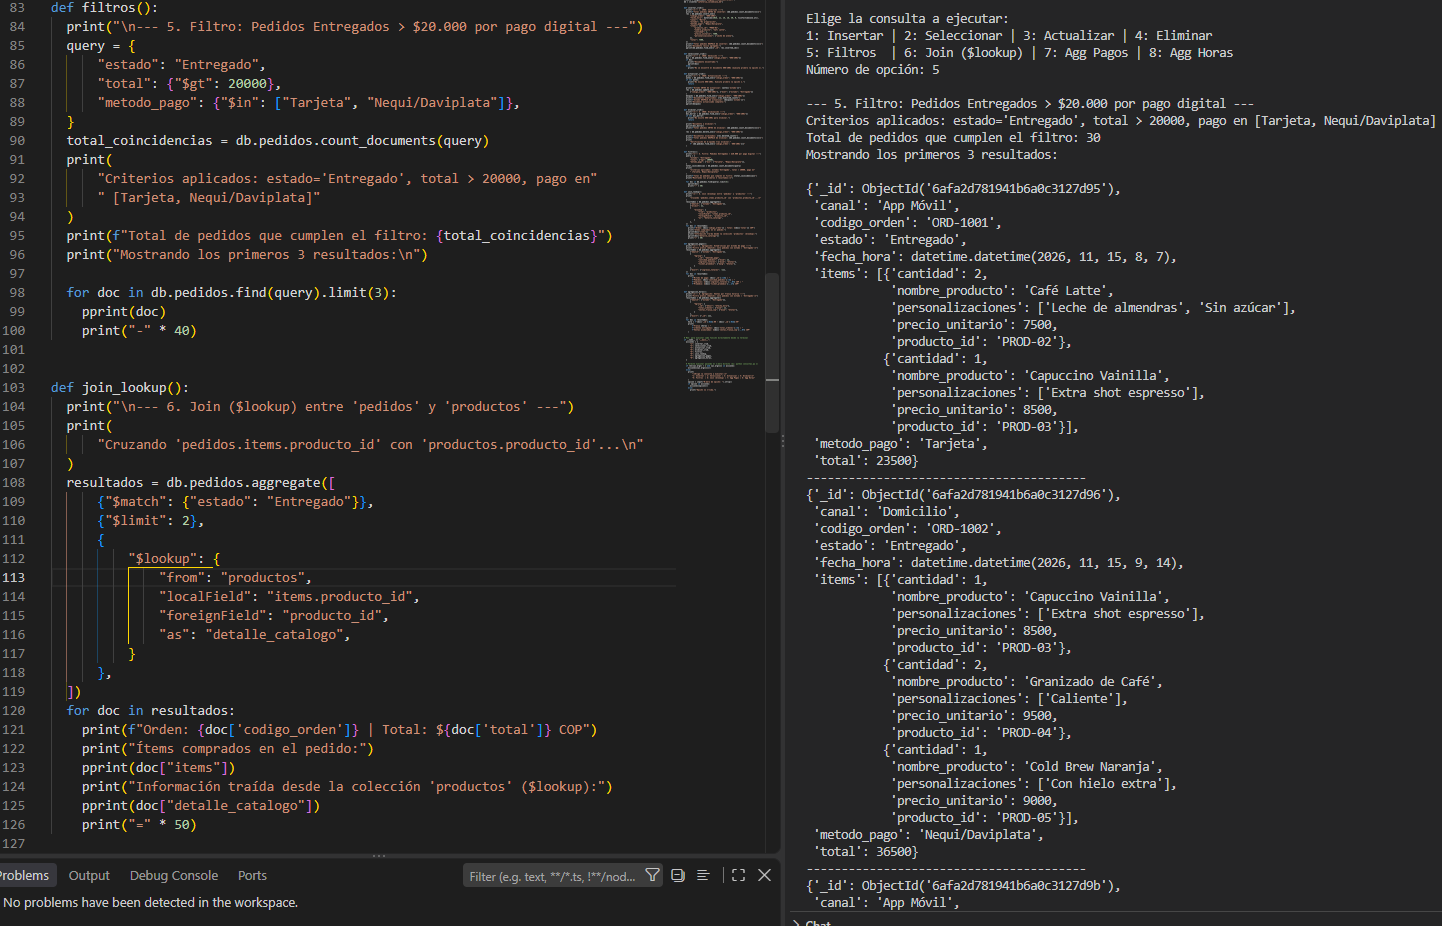 83 def filtros():
84     print("\n--- 5. Filtro: Pedidos Entregados > $20.000 por pago digital ---")
85     query = {
86         "estado": "Entregado",
87         "total": {"$gt": 20000},
88         "metodo_pago": {"$in": ["Tarjeta", "Nequi/Daviplata"]},
89     }
90     total_coincidencias = db.pedidos.count_documents(query)
91     print(
92         "Criterios aplicados: estado='Entregado', total > 20000, pago en"
93         " [Tarjeta, Nequi/Daviplata]"
94     )
95     print(f"Total de pedidos que cumplen el filtro: {total_coincidencias}")
96     print("Mostrando los primeros 3 resultados:\n")
97
98     for doc in db.pedidos.find(query).limit(3):
99         pprint(doc)
100         print("-" * 40)
101
102
103 def join_lookup():
104     print("\n--- 6. Join ($lookup) entre 'pedidos' y 'productos' ---")
105     print(
106         "Cruzando 'pedidos.items.producto_id' con 'productos.producto_id'...\n"
107     )
108     resultados = db.pedidos.aggregate([
109         {"$match": {"estado": "Entregado"}},
110         {"$limit": 2},
111         {
112             "$lookup": {
113                 "from": "productos",
114                 "localField": "items.producto_id",
115                 "foreignField": "producto_id",
116                 "as": "detalle_catalogo",
117             }
118         },
119     ])
120     for doc in resultados:
121         print(f"Orden: {doc['codigo_orden']} | Total: ${doc['total']} COP")
122         print("Ítems comprados en el pedido:")
123         pprint(doc["items"])
124         print("Información traída desde la colección 'productos' ($lookup):")
125         pprint(doc["detalle_catalogo"])
126         print("=" * 50)
127
Problems Output Debug Console Ports
Filter (e.g. text, **/*.ts, !**/nod...
No problems have been detected in the workspace.
Elige la consulta a ejecutar:
1: Insertar | 2: Seleccionar | 3: Actualizar | 4: Eliminar
5: Filtros  | 6: Join ($lookup) | 7: Agg Pagos | 8: Agg Horas
Número de opción: 5
--- 5. Filtro: Pedidos Entregados > $20.000 por pago digital ---
Criterios aplicados: estado='Entregado', total > 20000, pago en [Tarjeta, Nequi/Daviplata]
Total de pedidos que cumplen el filtro: 30
Mostrando los primeros 3 resultados:
{'_id': ObjectId('6afa2d781941b6a0c3127d95'),
 'canal': 'App Móvil',
 'codigo_orden': 'ORD-1001',
 'estado': 'Entregado',
 'fecha_hora': datetime.datetime(2026, 11, 15, 8, 7),
 'items': [{'cantidad': 2,
            'nombre_producto': 'Café Latte',
            'personalizaciones': ['Leche de almendras', 'Sin azúcar'],
            'precio_unitario': 7500,
            'producto_id': 'PROD-02'},
           {'cantidad': 1,
            'nombre_producto': 'Capuccino Vainilla',
            'personalizaciones': ['Extra shot espresso'],
            'precio_unitario': 8500,
            'producto_id': 'PROD-03'}],
 'metodo_pago': 'Tarjeta',
 'total': 23500}
----------------------------------------
{'_id': ObjectId('6afa2d781941b6a0c3127d96'),
 'canal': 'Domicilio',
 'codigo_orden': 'ORD-1002',
 'estado': 'Entregado',
 'fecha_hora': datetime.datetime(2026, 11, 15, 9, 14),
 'items': [{'cantidad': 1,
            'nombre_producto': 'Capuccino Vainilla',
            'personalizaciones': ['Extra shot espresso'],
            'precio_unitario': 8500,
            'producto_id': 'PROD-03'},
           {'cantidad': 2,
            'nombre_producto': 'Granizado de Café',
            'personalizaciones': ['Caliente'],
            'precio_unitario': 9500,
            'producto_id': 'PROD-04'},
           {'cantidad': 1,
            'nombre_producto': 'Cold Brew Naranja',
            'personalizaciones': ['Con hielo extra'],
            'precio_unitario': 9000,
            'producto_id': 'PROD-05'}],
 'metodo_pago': 'Nequi/Daviplata',
 'total': 36500}
----------------------------------------
{'_id': ObjectId('6afa2d781941b6a0c3127d9b'),
 'canal': 'App Móvil',
Chat